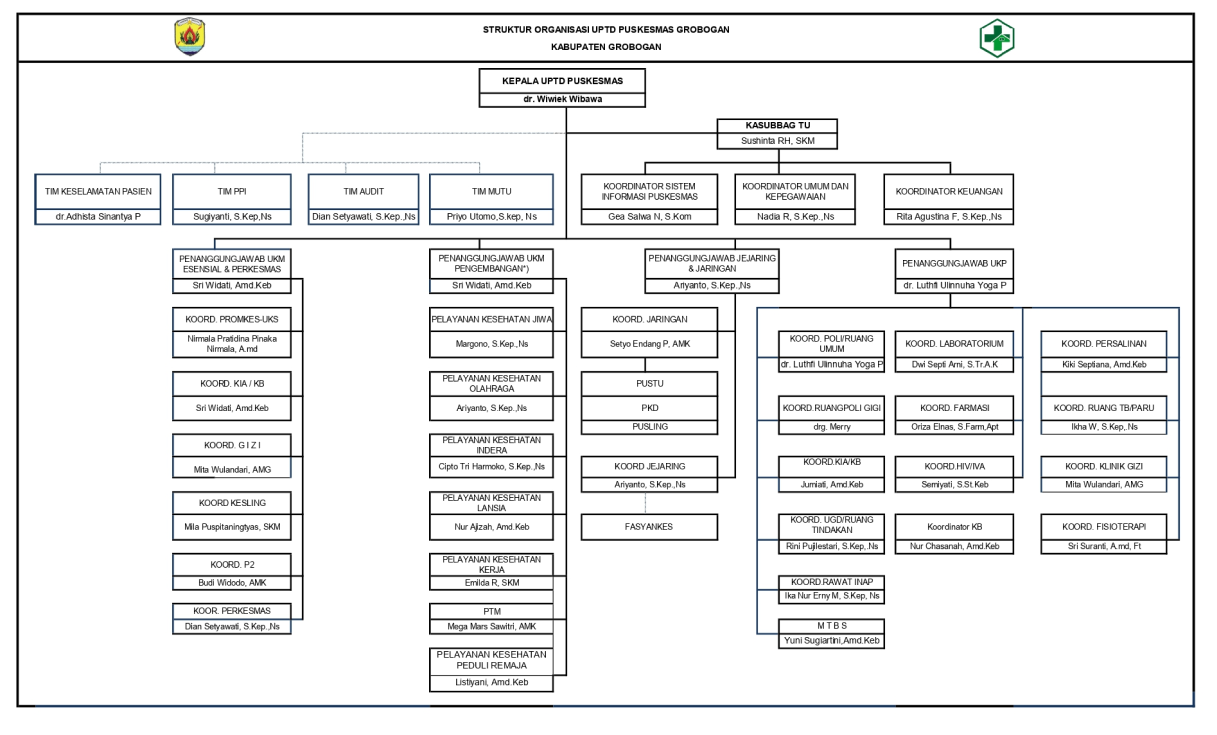 STRUKTUR ORGANISASI UPTD PUSKESMAS GROBOGAN
KABUPATEN GROBOGAN
KEPALA UPTD PUSKESMAS
dr. Wiwiek Wibawa
KASUBBAG TU
Sushinta RH, SKM
TIM KESELAMATAN PASIEN
dr.Adhista Sinantya P
TIM PPI
Sugiyanti, S.Kep,Ns
TIM AUDIT
Dian Setyawati, S.Kep.,Ns
TIM MUTU
Priyo Utomo,S.kep, Ns
KOORDINATOR SISTEM
INFORMASI PUSKESMAS
Gea Salwa N, S.Kom
KOORDINATOR UMUM DAN
KEPEGAWAIAN
Nadia R, S.Kep.,Ns
KOORDINATOR KEUANGAN
Rita Agustina F, S.Kep.,Ns
PENANGGUNGJAWAB UKM
ESENSIAL & PERKESMAS
Sri Widati, Amd.Keb
KOORD. PROMKES-UKS
Nirmala Pratidina Pinaka
Nirmala, A.md
KOORD. KIA / KB
Sri Widati, Amd.Keb
KOORD. G I Z I
Mita Wulandari, AMG
KOORD KESLING
Mila Puspitaningtyas, SKM
KOORD. P2
Budi Widodo, AMK
KOOR. PERKESMAS
Dian Setyawati, S.Kep.,Ns
PENANGGUNGJAWAB UKM
PENGEMBANGAN*)
Sri Widati, Amd.Keb
PELAYANAN KESEHATAN JIWA
Margono, S.Kep.,Ns
PELAYANAN KESEHATAN
OLAHRAGA
Ariyanto, S.Kep.,Ns
PELAYANAN KESEHATAN
INDERA
Cipto Tri Harmoko, S.Kep.,Ns
PELAYANAN KESEHATAN
LANSIA
Nur Ajizah, Amd.Keb
PELAYANAN KESEHATAN
KERJA
Emilda R, SKM
PTM
Mega Mars Sawitri, AMK
PELAYANAN KESEHATAN
PEDULI REMAJA
Listiyani, Amd.Keb
PENANGGUNGJAWAB JEJARING
& JARINGAN
Ariyanto, S.Kep.,Ns
KOORD. JARINGAN
Setyo Endang P, AMK
PUSTU
PKD
PUSLING
KOORD JEJARING
Ariyanto, S.Kep.,Ns
FASYANKES
PENANGGUNGJAWAB UKP
dr. Luthfi Ulinnuha Yoga P
KOORD. POLI/RUANG
UMUM
dr. Luthfi Ulinnuha Yoga P
KOORD.RUANGPOLI GIGI
drg. Merry
KOORD.KIA/KB
Jumiati, Amd.Keb
KOORD. UGD/RUANG
TINDAKAN
Rini Pujilestari, S.Kep,.Ns
KOORD.RAWAT INAP
Ika Nur Erny M, S.Kep, Ns
M T B S
Yuni Sugiartini,Amd.Keb
KOORD. LABORATORIUM
Dwi Septi Arni, S.Tr.A.K
KOORD. FARMASI
Oriza Elnas, S.Farm,Apt
KOORD.HIV/IVA
Semiyati, S.St.Keb
Koordinator KB
Nur Chasanah, Amd.Keb
KOORD. PERSALINAN
Kiki Septiana, Amd.Keb
KOORD. RUANG TB/PARU
Ikha W, S.Kep,.Ns
KOORD. KLINIK GIZI
Mita Wulandari, AMG
KOORD. FISIOTERAPI
Sri Suranti, A.md, Ft